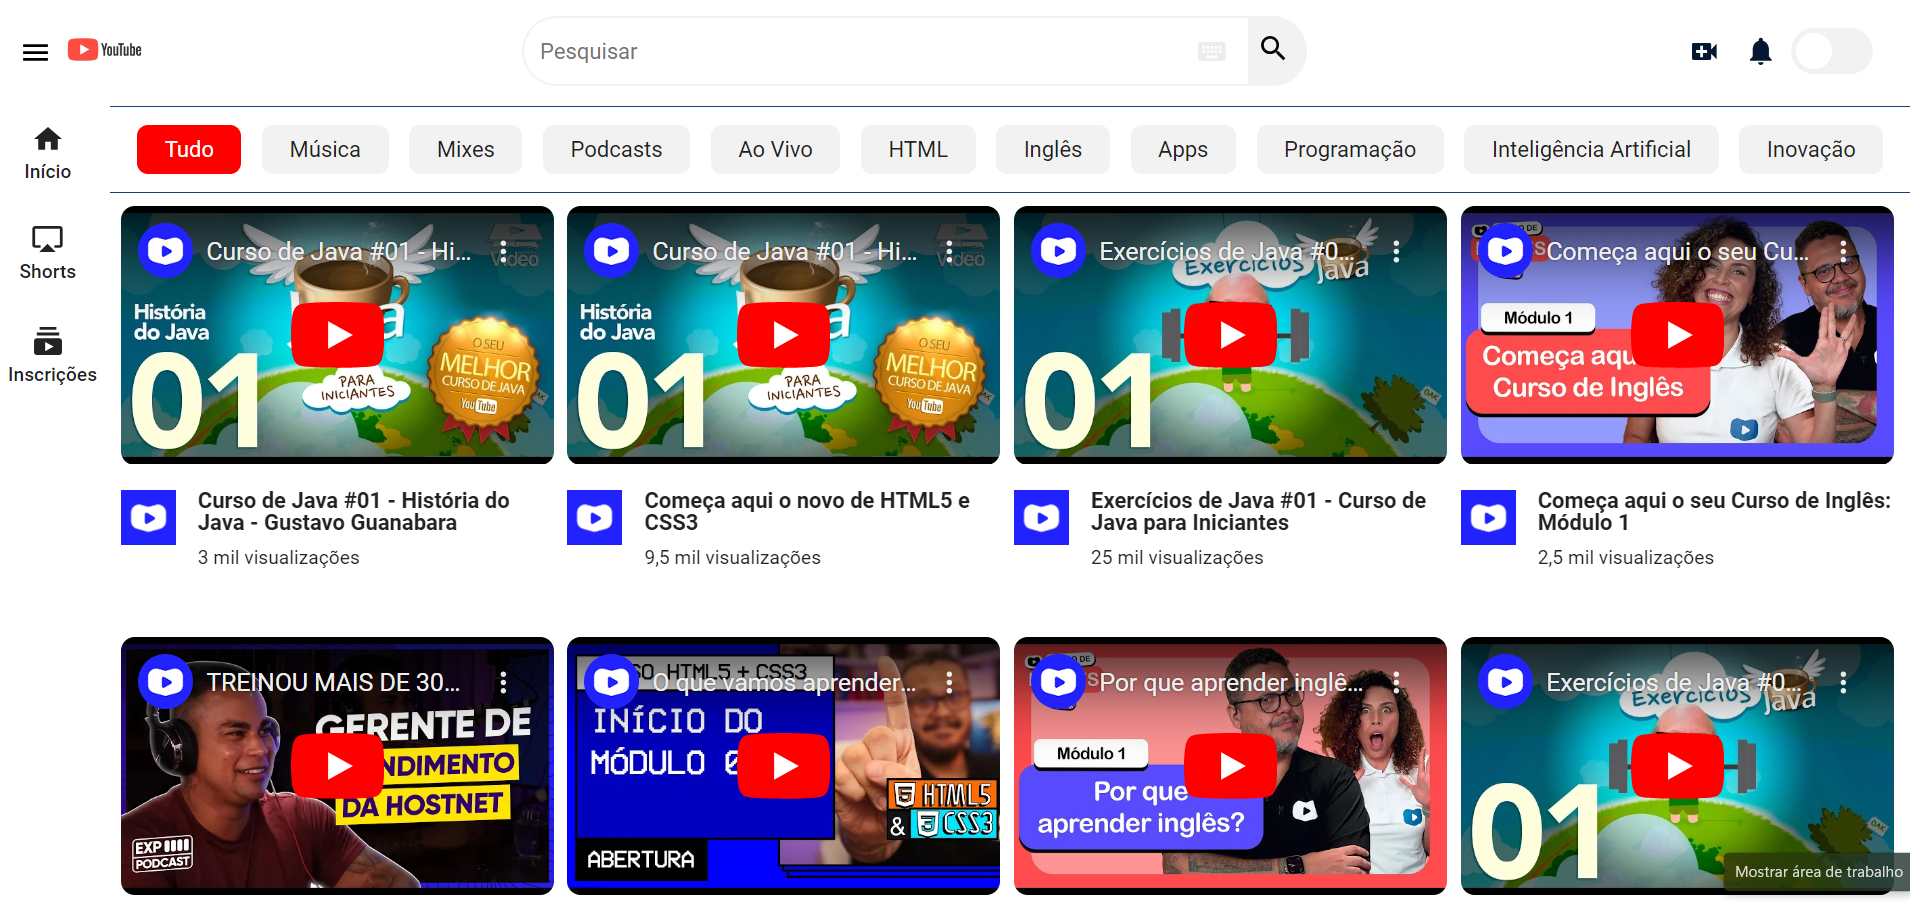 YouTube
Pesquisar
Início
Shorts
Inscrições
Tudo
Música
Mixes
Podcasts
Ao Vivo
HTML
Inglês
Apps
Programação
Inteligência Artificial
Inovação
Curso de Java #01 - Hi...
História
do Java
01
PARA
INICIANTES
O SEU
MELHOR
CURSO DE JAVA
YouTube
Curso de Java #01 - História do
Java - Gustavo Guanabara
3 mil visualizações
Curso de Java #01 - Hi...
História
do Java
01
PARA
INICIANTES
O SEU
MELHOR
CURSO DE JAVA
YouTube
Começa aqui o novo de HTML5 e
CSS3
9,5 mil visualizações
Exercícios de Java #0...
Exercícios
Java
01
OAK
Exercícios de Java #01 - Curso de
Java para Iniciantes
25 mil visualizações
Começa aqui o seu Cu...
Módulo 1
Começa aqu
Curso de Inglês
Começa aqui o seu Curso de Inglês:
Módulo 1
2,5 mil visualizações
TREINOU MAIS DE 30...
GERENTE DE
NDIMENTO
DA HOSTNET
EXP
PODCAST
O que vamos aprender...
HTML5 + CSS3
INÍCIO DO
MÓDULO
HTML5
& CSS3
ABERTURA
Por que aprender inglê...
Módulo 1
Por que
aprender inglês?
Exercícios de Java #0...
Exercícios
Java
01
OAK
Mostrar área de trabalho